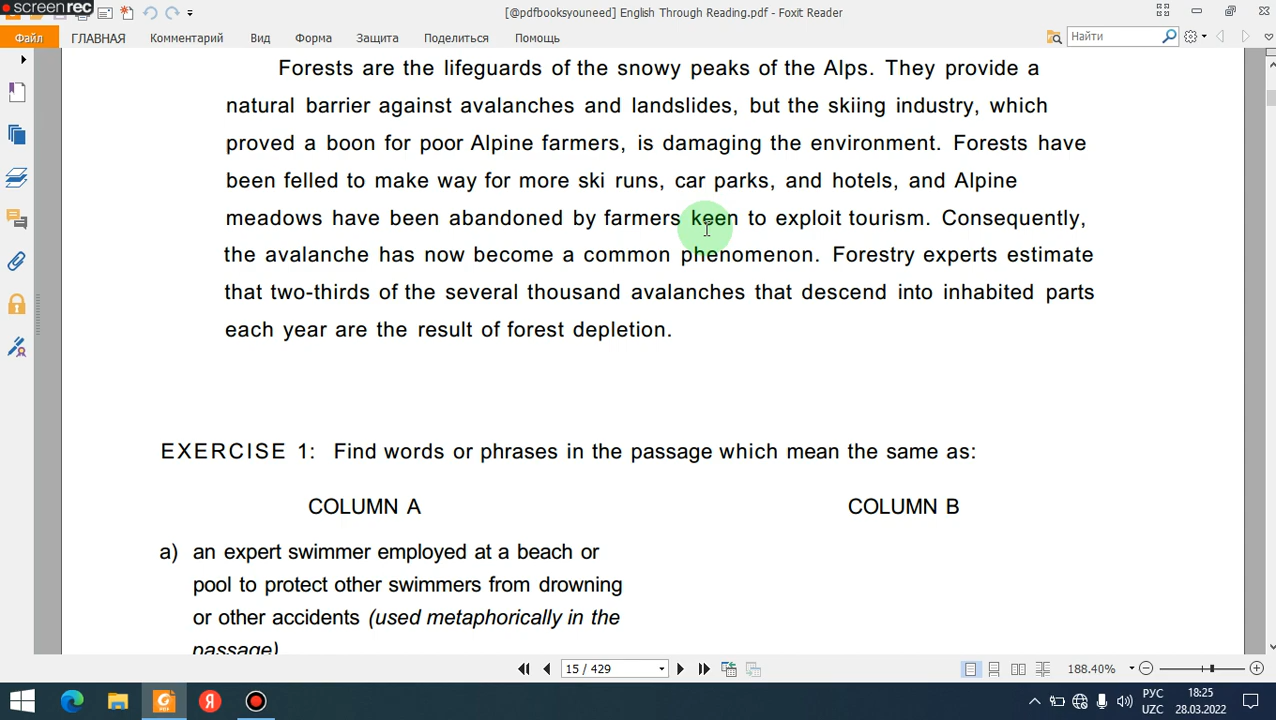 screenrec
[@pdfbooksyouneed] English Through Reading.pdf - Foxit Reader
Файл ГЛАВНАЯ Комментарий Вид Форма Защита Поделиться Помощь Найти
Forests are the lifeguards of the snowy peaks of the Alps. They provide a
natural barrier against avalanches and landslides, but the skiing industry, which
proved a boon for poor Alpine farmers, is damaging the environment. Forests have
been felled to make way for more ski runs, car parks, and hotels, and Alpine
meadows have been abandoned by farmers keen to exploit tourism. Consequently,
the avalanche has now become a common phenomenon. Forestry experts estimate
that two-thirds of the several thousand avalanches that descend into inhabited parts
each year are the result of forest depletion.
EXERCISE 1: Find words or phrases in the passage which mean the same as:
COLUMN A COLUMN B
a) an expert swimmer employed at a beach or
pool to protect other swimmers from drowning
or other accidents (used metaphorically in the
passage)
15 / 429 188.40%
РУС 18:25
UZC 28.03.2022